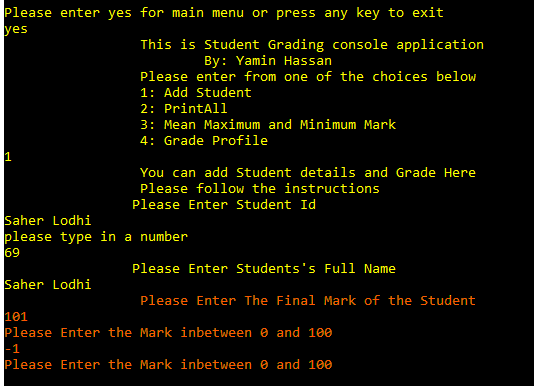 Please enter yes for main menu or press any key to exit
yes
This is Student Grading console application
By: Yamin Hassan
Please enter from one of the choices below
1: Add Student
2: PrintAll
3: Mean Maximum and Minimum Mark
4: Grade Profile
1
You can add Student details and Grade Here
Please follow the instructions
Please Enter Student Id
Saher Lodhi
please type in a number
69
Please Enter Students's Full Name
Saher Lodhi
Please Enter The Final Mark of the Student
101
Please Enter the Mark inbetween 0 and 100
-1
Please Enter the Mark inbetween 0 and 100